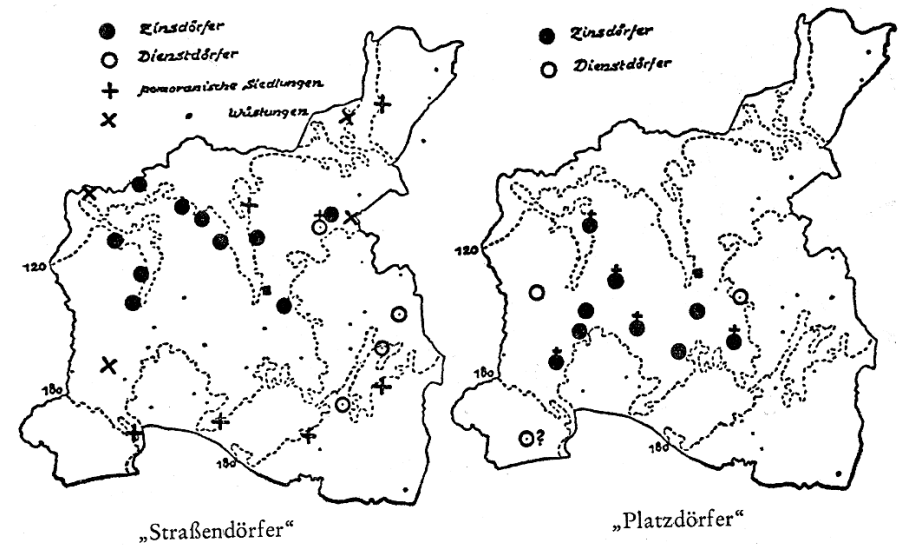 Zinsdörfer
Dienstdörfer
pomoranische Siedlungen
Wüstungen
120
180
180
„Straßendörfer“
Zinsdörfer
Dienstdörfer
120
180
?
180
„Platzdörfer“